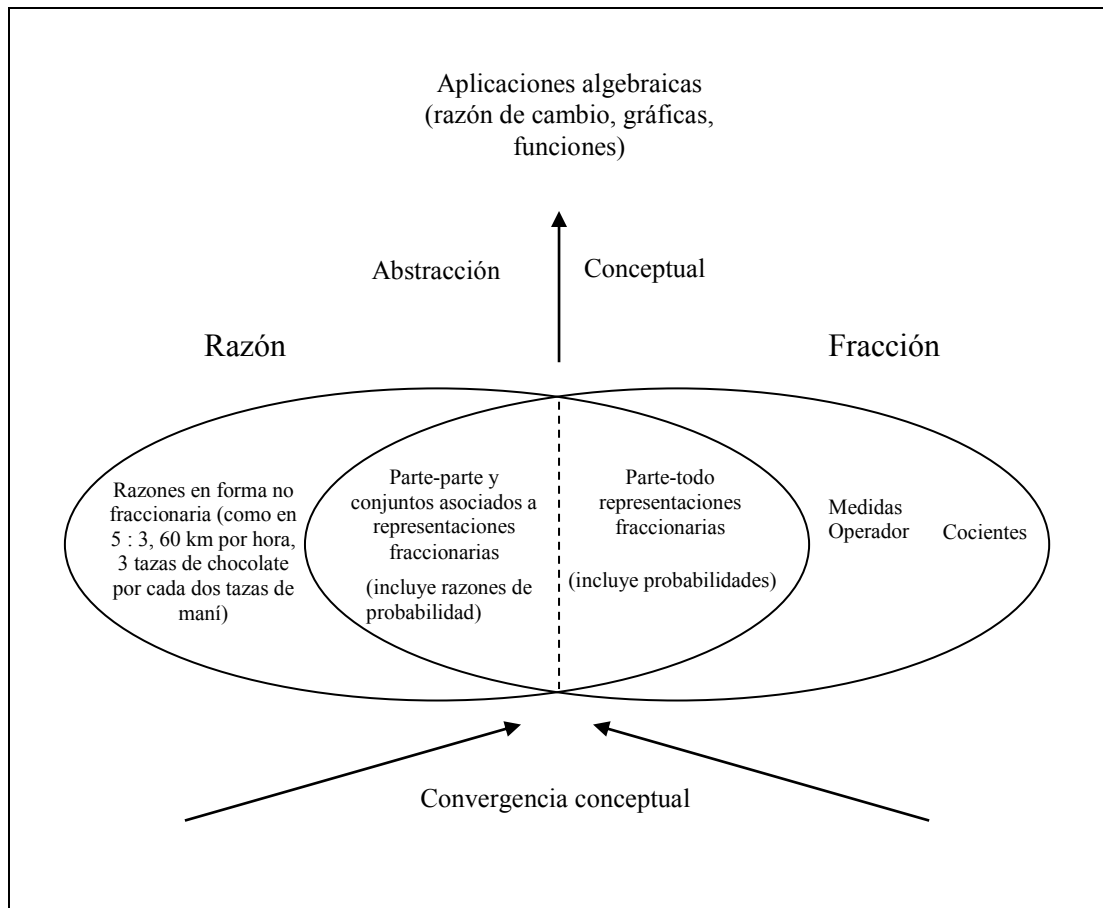 Aplicaciones algebraicas
(razón de cambio, gráficas,
funciones)
Abstracción
Conceptual
Razón
Fracción
Razones en forma no
fraccionaria (como en
5 : 3, 60 km por hora,
3 tazas de chocolate
por cada dos tazas de
maní)
Parte-parte y
conjuntos asociados a
representaciones
fraccionarias
(incluye razones de
probabilidad)
Parte-todo
representaciones
fraccionarias
(incluye probabilidades)
Medidas
Operador
Cocientes
Convergencia conceptual